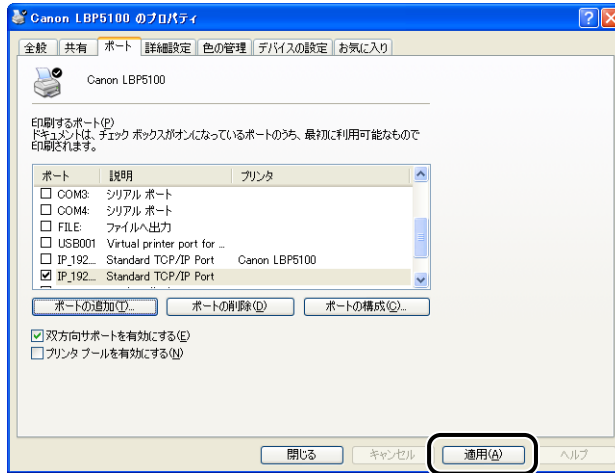 Canon LBP5100 のプロパティ
全般 共有 ポート 詳細設定 色の管理 デバイスの設定 お気に入り
Canon LBP5100
印刷するポート(P)
ドキュメントは、チェック ボックスがオンになっているポートのうち、最初に利用可能なもので
印刷されます。
ポート 説明 プリンタ
COM3: シリアル ポート
COM4: シリアル ポート
FILE: ファイルへ出力
USB001 Virtual printer port for ...
IP_192... Standard TCP/IP Port Canon LBP5100
IP_192... Standard TCP/IP Port
ポートの追加(T)... ポートの削除(D) ポートの構成(C)...
双方向サポートを有効にする(E)
プリンタ プールを有効にする(N)
閉じる キャンセル 適用(A) ヘルプ